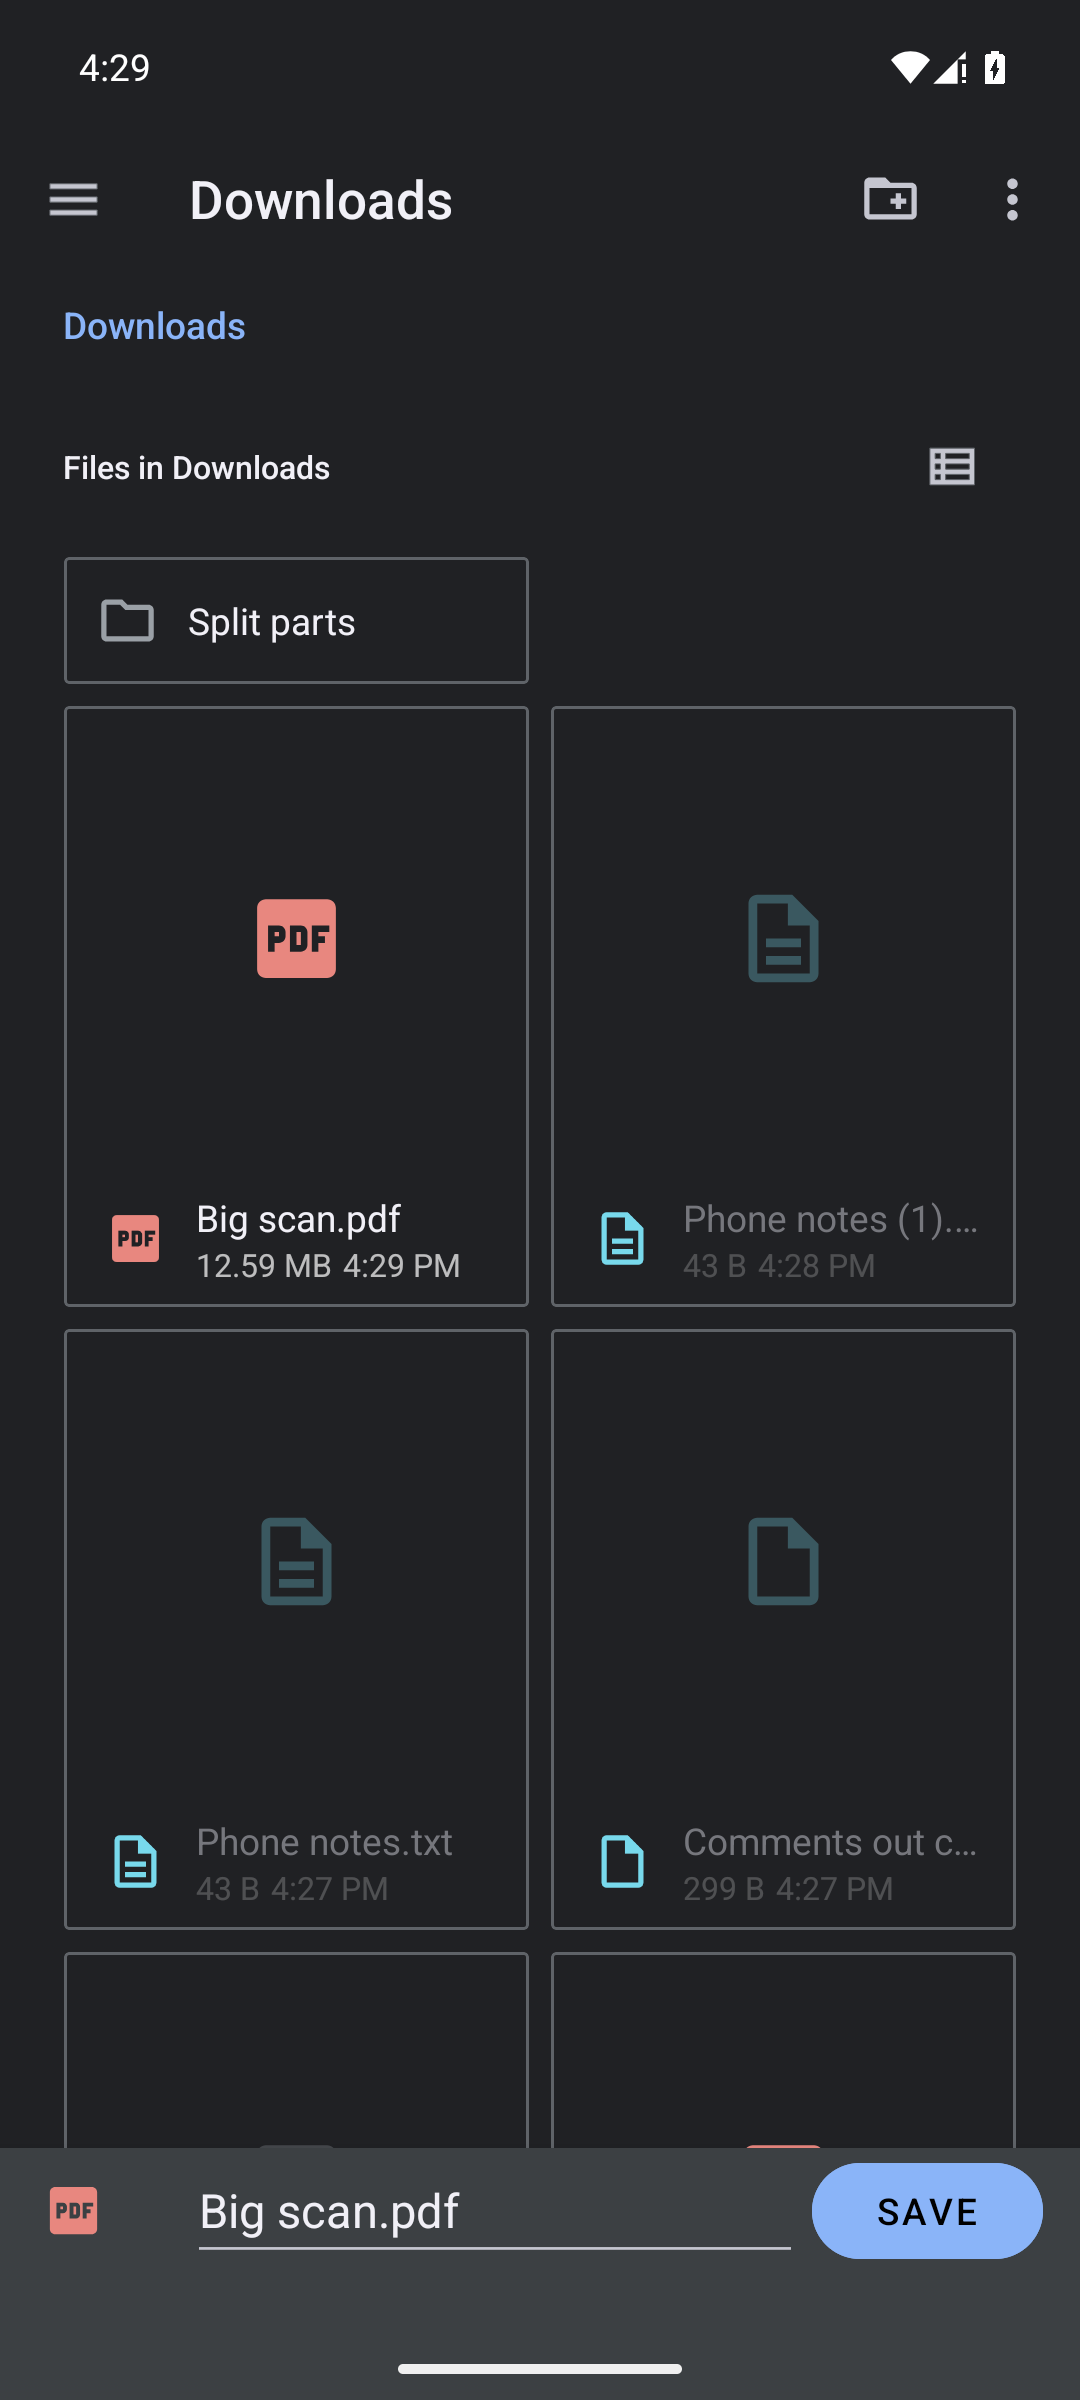 4:29
Downloads
Downloads
Files in Downloads
Split parts
PDF
PDF
Big scan.pdf
12.59 MB 4:29 PM
Phone notes (1)....
43 B 4:28 PM
Phone notes.txt
43 B 4:27 PM
Comments out c...
299 B 4:27 PM
PDF
Big scan.pdf
SAVE